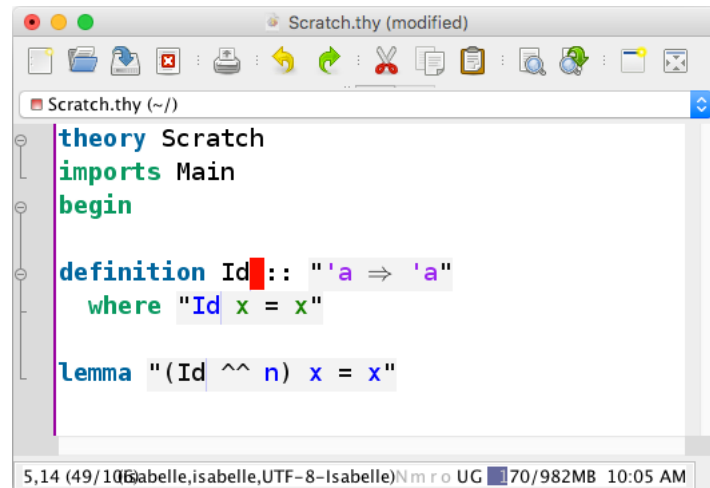 Scratch.thy (modified)
Scratch.thy (~/)
theory Scratch
imports Main
begin
definition Id :: "'a ⇒ 'a"
where "Id x = x"
lemma "(Id ^^ n) x = x"
5,14 (49/106) (isabelle,isabelle,UTF-8-Isabelle) N m r o UG 170/982MB 10:05 AM